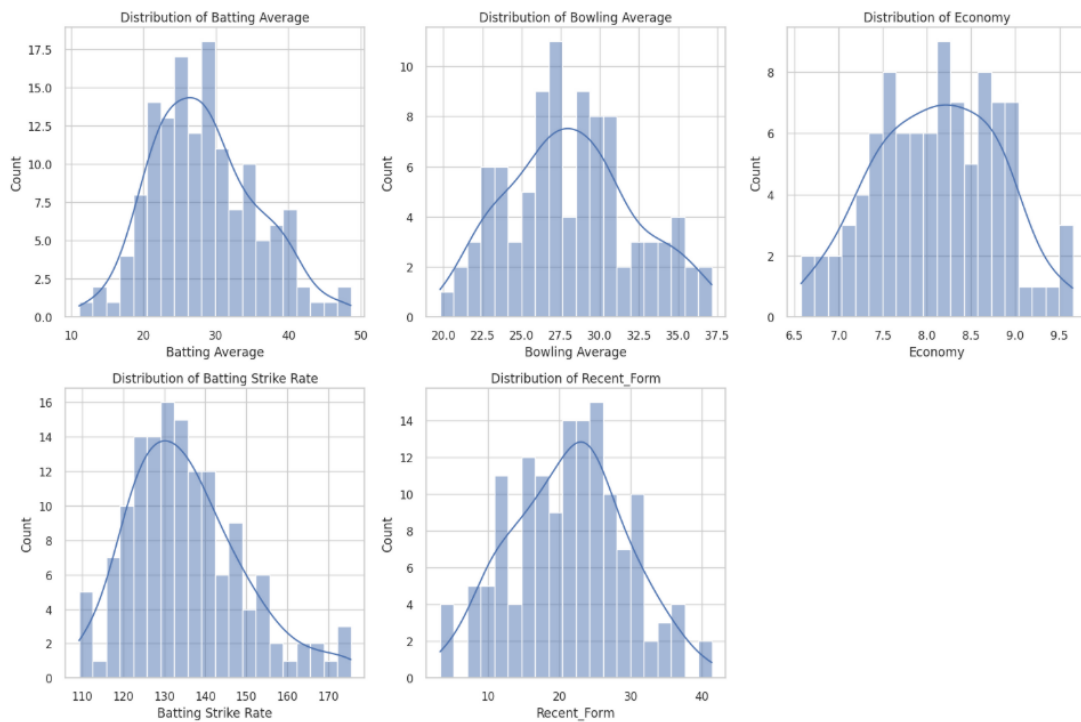 Distribution of Batting Average
17.5
15.0
12.5
10.0
7.5
5.0
2.5
0.0
Count
10 20 30 40 50
Batting Average
Distribution of Bowling Average
10
8
6
4
2
0
Count
20.0 22.5 25.0 27.5 30.0 32.5 35.0 37.5
Bowling Average
Distribution of Economy
8
6
4
2
0
Count
6.5 7.0 7.5 8.0 8.5 9.0 9.5
Economy
Distribution of Batting Strike Rate
16
14
12
10
8
6
4
2
0
Count
110 120 130 140 150 160 170
Batting Strike Rate
Distribution of Recent_Form
14
12
10
8
6
4
2
0
Count
10 20 30 40
Recent_Form